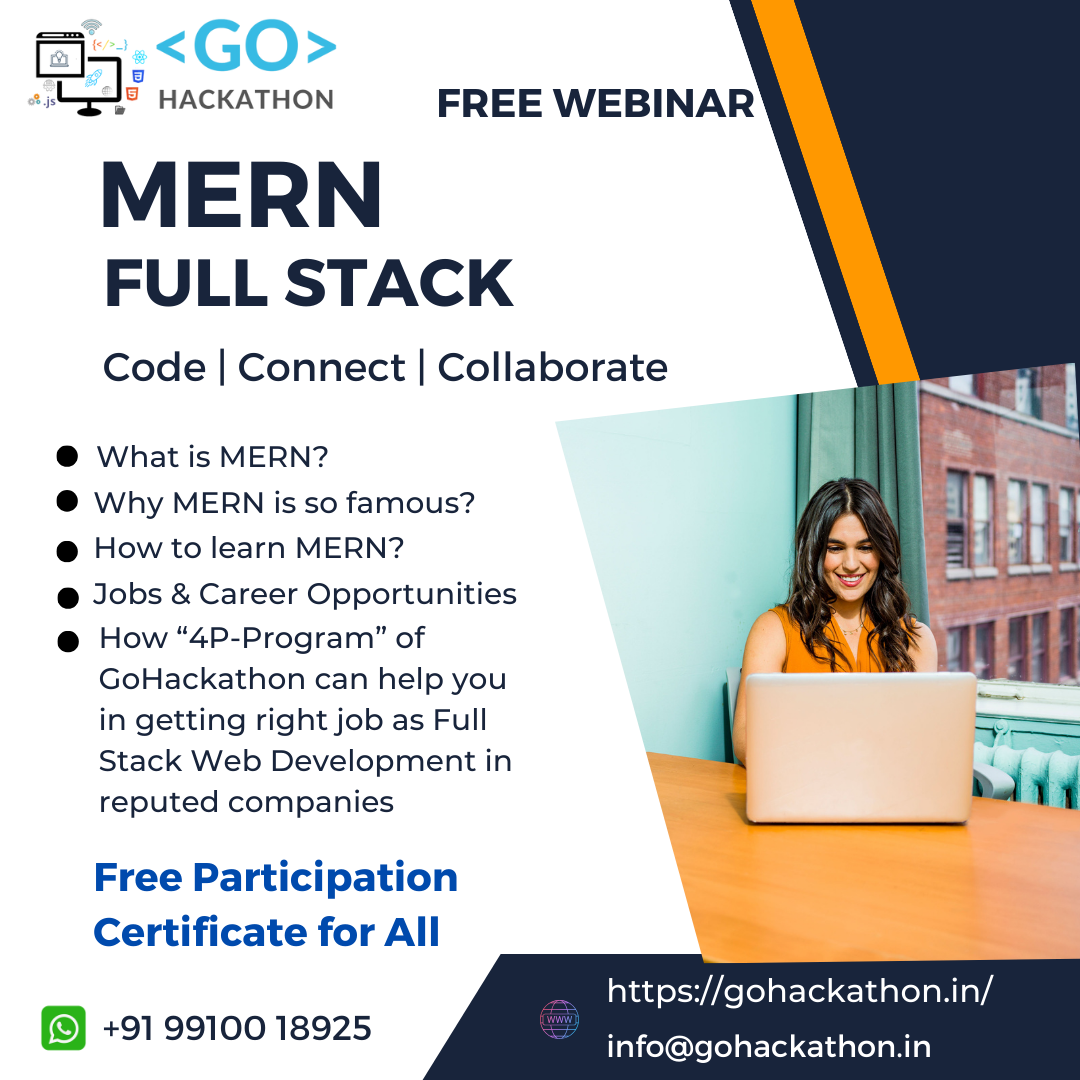 <GO>
HACKATHON
{</>_}
.js
FREE WEBINAR
MERN
FULL STACK
Code | Connect | Collaborate
What is MERN?
Why MERN is so famous?
How to learn MERN?
Jobs & Career Opportunities
How “4P-Program” of
GoHackathon can help you
in getting right job as Full
Stack Web Development in
reputed companies
Free Participation
Certificate for All
+91 99100 18925
WWW
https://gohackathon.in/
info@gohackathon.in